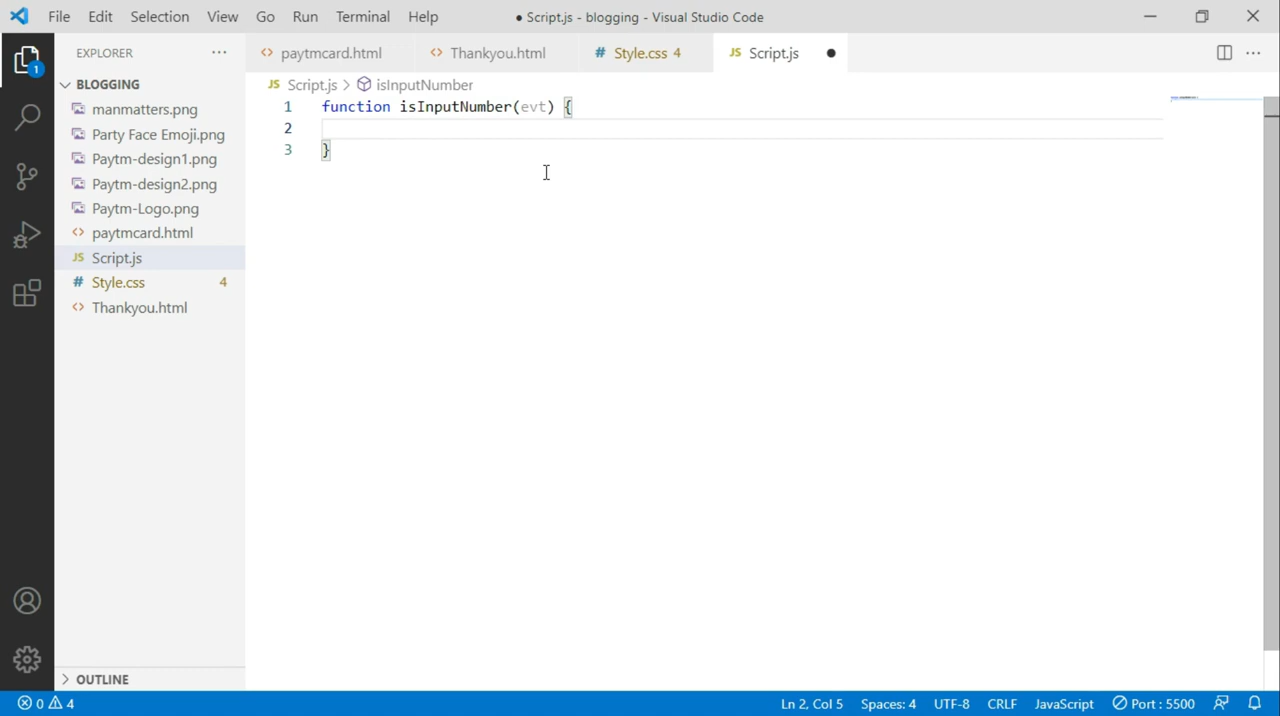 File Edit Selection View Go Run Terminal Help ● Script.js - blogging - Visual Studio Code
EXPLORER ··· <> paytmcard.html <> Thankyou.html # Style.css 4 JS Script.js ●
BLOGGING JS Script.js > isInputNumber
manmatters.png
Party Face Emoji.png
Paytm-design1.png
Paytm-design2.png
Paytm-Logo.png
<> paytmcard.html
JS Script.js
# Style.css 4
<> Thankyou.html
1 function isInputNumber(evt) {
2
3 }
1
> OUTLINE
0 4 Ln 2, Col 5 Spaces: 4 UTF-8 CRLF JavaScript Port : 5500